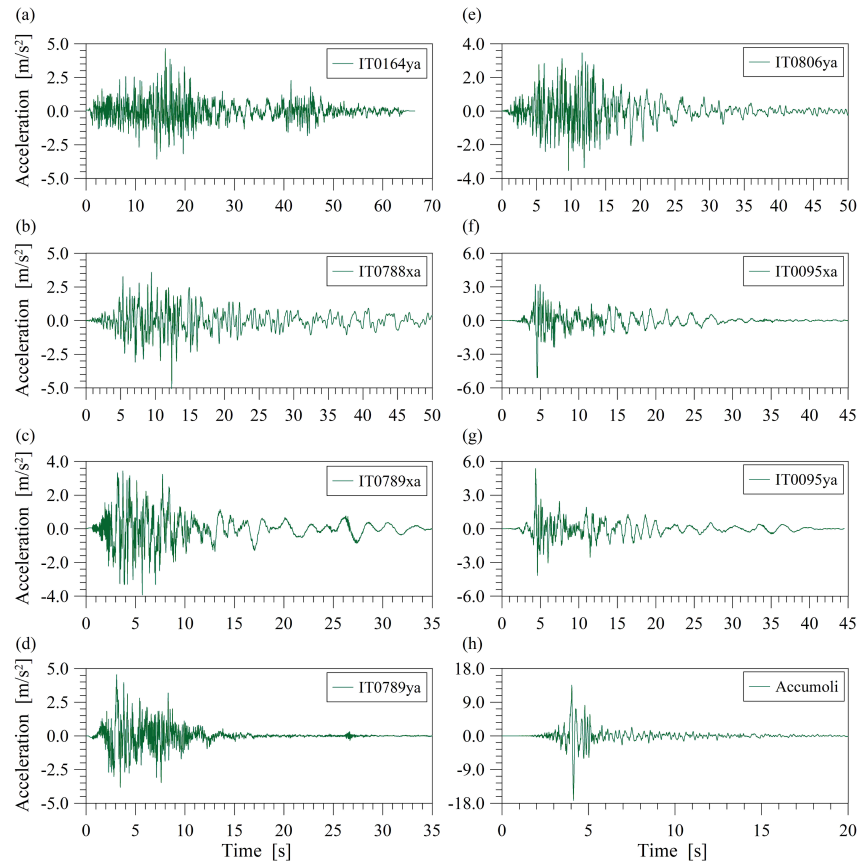 (a)
5.0
2.5
0.0
-2.5
-5.0
Acceleration [m/s²]
IT0164ya
0 10 20 30 40 50 60 70
(b)
5.0
2.5
0.0
-2.5
-5.0
Acceleration [m/s²]
IT0788xa
0 5 10 15 20 25 30 35 40 45 50
(c)
4.0
2.0
0.0
-2.0
-4.0
Acceleration [m/s²]
IT0789xa
0 5 10 15 20 25 30 35
(d)
5.0
2.5
0.0
-2.5
-5.0
Acceleration [m/s²]
IT0789ya
0 5 10 15 20 25 30 35
Time [s]
(e)
4.0
2.0
0.0
-2.0
-4.0
IT0806ya
0 5 10 15 20 25 30 35 40 45 50
(f)
6.0
3.0
0.0
-3.0
-6.0
IT0095xa
0 5 10 15 20 25 30 35 40 45
(g)
6.0
3.0
0.0
-3.0
-6.0
IT0095ya
0 5 10 15 20 25 30 35 40 45
(h)
18.0
9.0
0.0
-9.0
-18.0
Accumoli
0 5 10 15 20
Time [s]